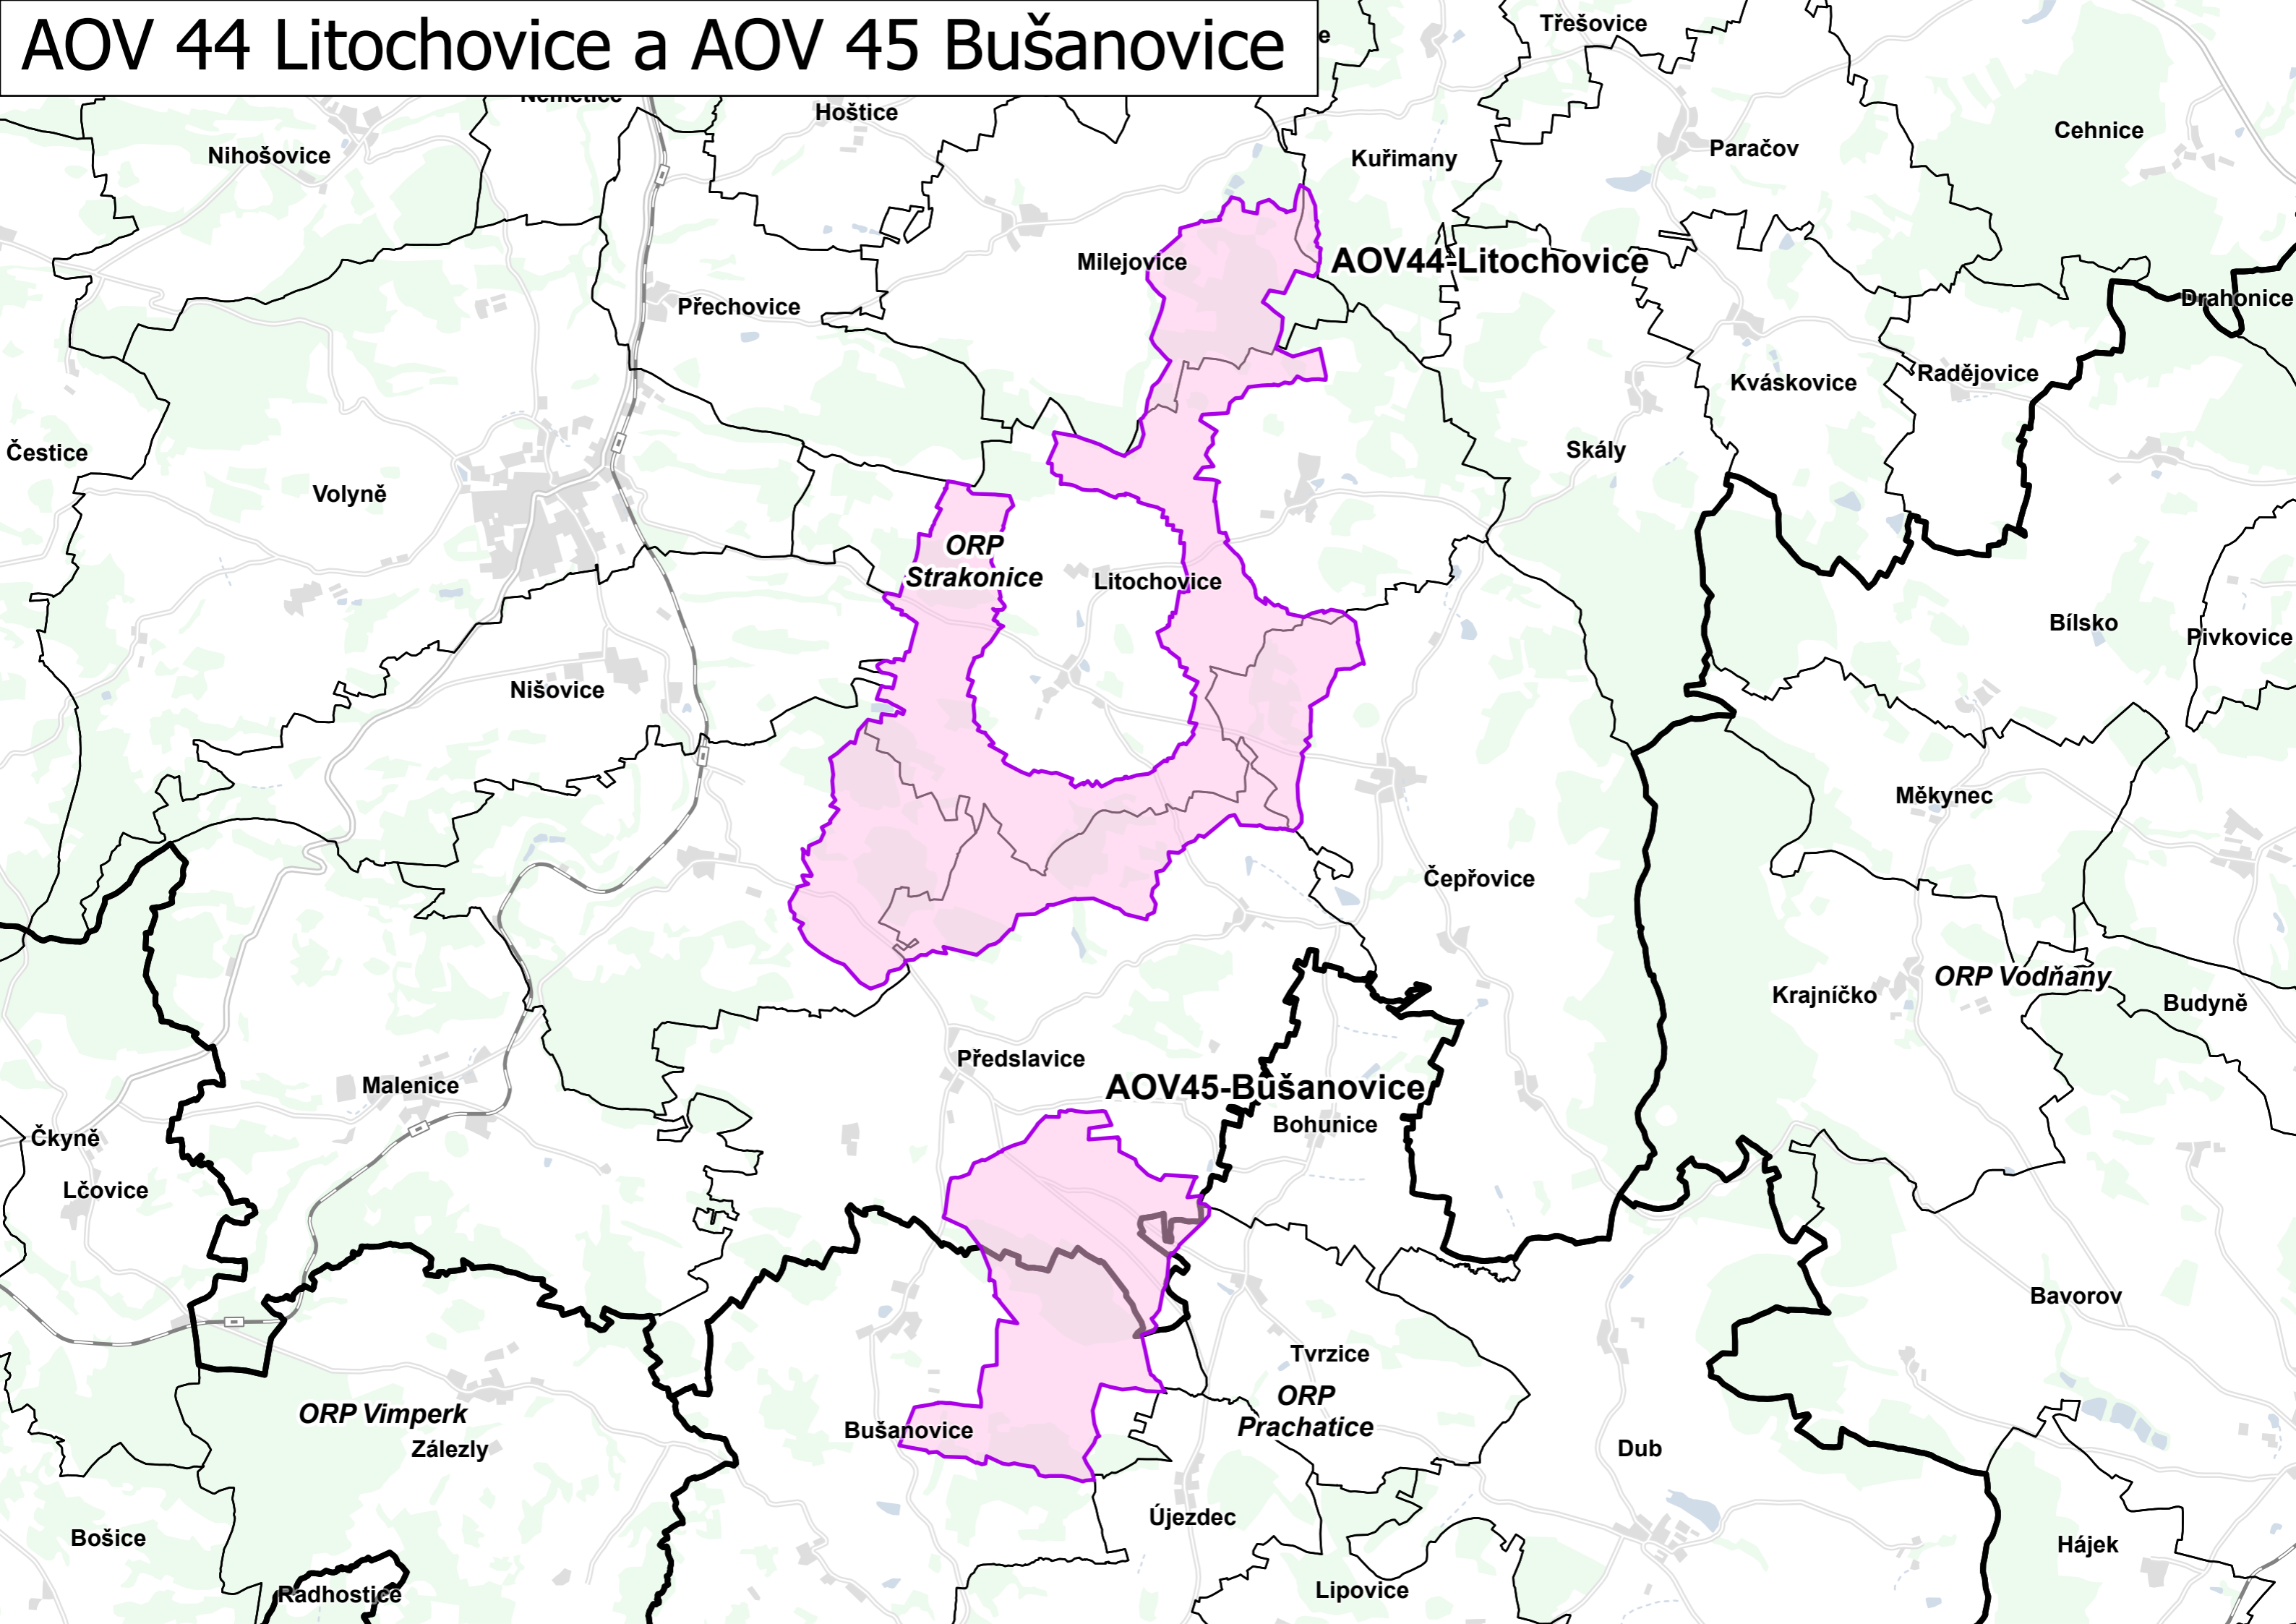 AOV 44 Litochovice a AOV 45 Bušanovice
Třešovice
Hoštice
Cehnice
Paračov
Nihošovice
Kuřimany
Milejovice
AOV44-Litochovice
Drahonice
Přechovice
Radějovice
Kváskovice
Čestice
Skály
Volyně
ORP
Strakonice
Litochovice
Bílsko
Pivkovice
Nišovice
Měkynec
Čepřovice
ORP Vodňany
Krajníčko
Budyně
Předslavice
Malenice
AOV45-Bušanovice
Bohunice
Čkyně
Lčovice
Bavorov
Tvrzice
ORP
Prachatice
ORP Vimperk
Bušanovice
Zálezly
Dub
Újezdec
Bošice
Hájek
Lipovice
Radhostice